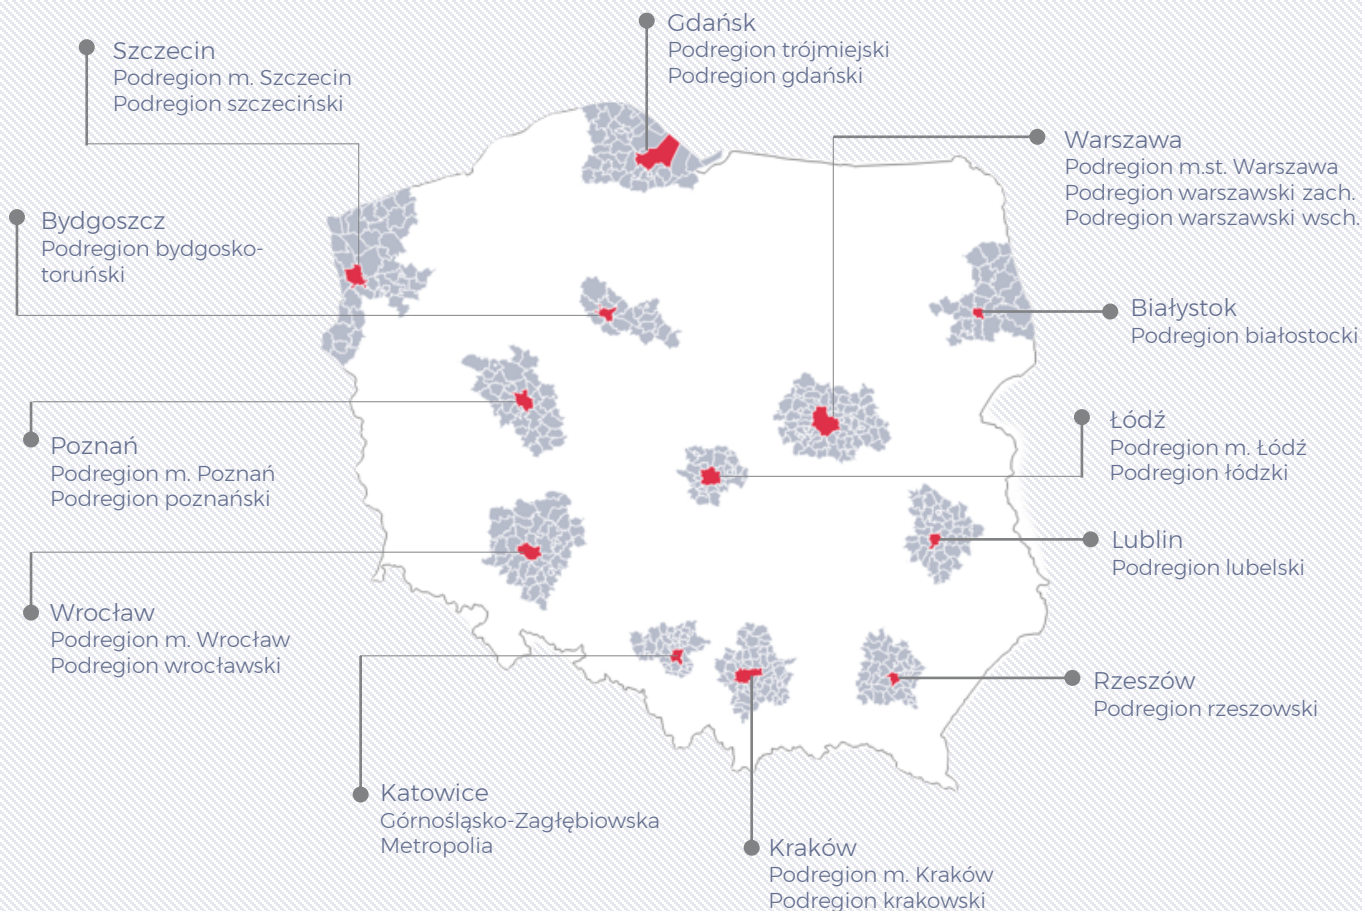 Gdańsk
Podregion trójmiejski
Podregion gdański
Szczecin
Podregion m. Szczecin
Podregion szczeciński
Warszawa
Podregion m.st. Warszawa
Podregion warszawski zach.
Podregion warszawski wsch.
Bydgoszcz
Podregion bydgosko-
toruński
Białystok
Podregion białostocki
Łódź
Podregion m. Łódź
Podregion łódzki
Poznań
Podregion m. Poznań
Podregion poznański
Lublin
Podregion lubelski
Wrocław
Podregion m. Wrocław
Podregion wrocławski
Rzeszów
Podregion rzeszowski
Katowice
Górnośląsko-Zagłębiowska
Metropolia
Kraków
Podregion m. Kraków
Podregion krakowski